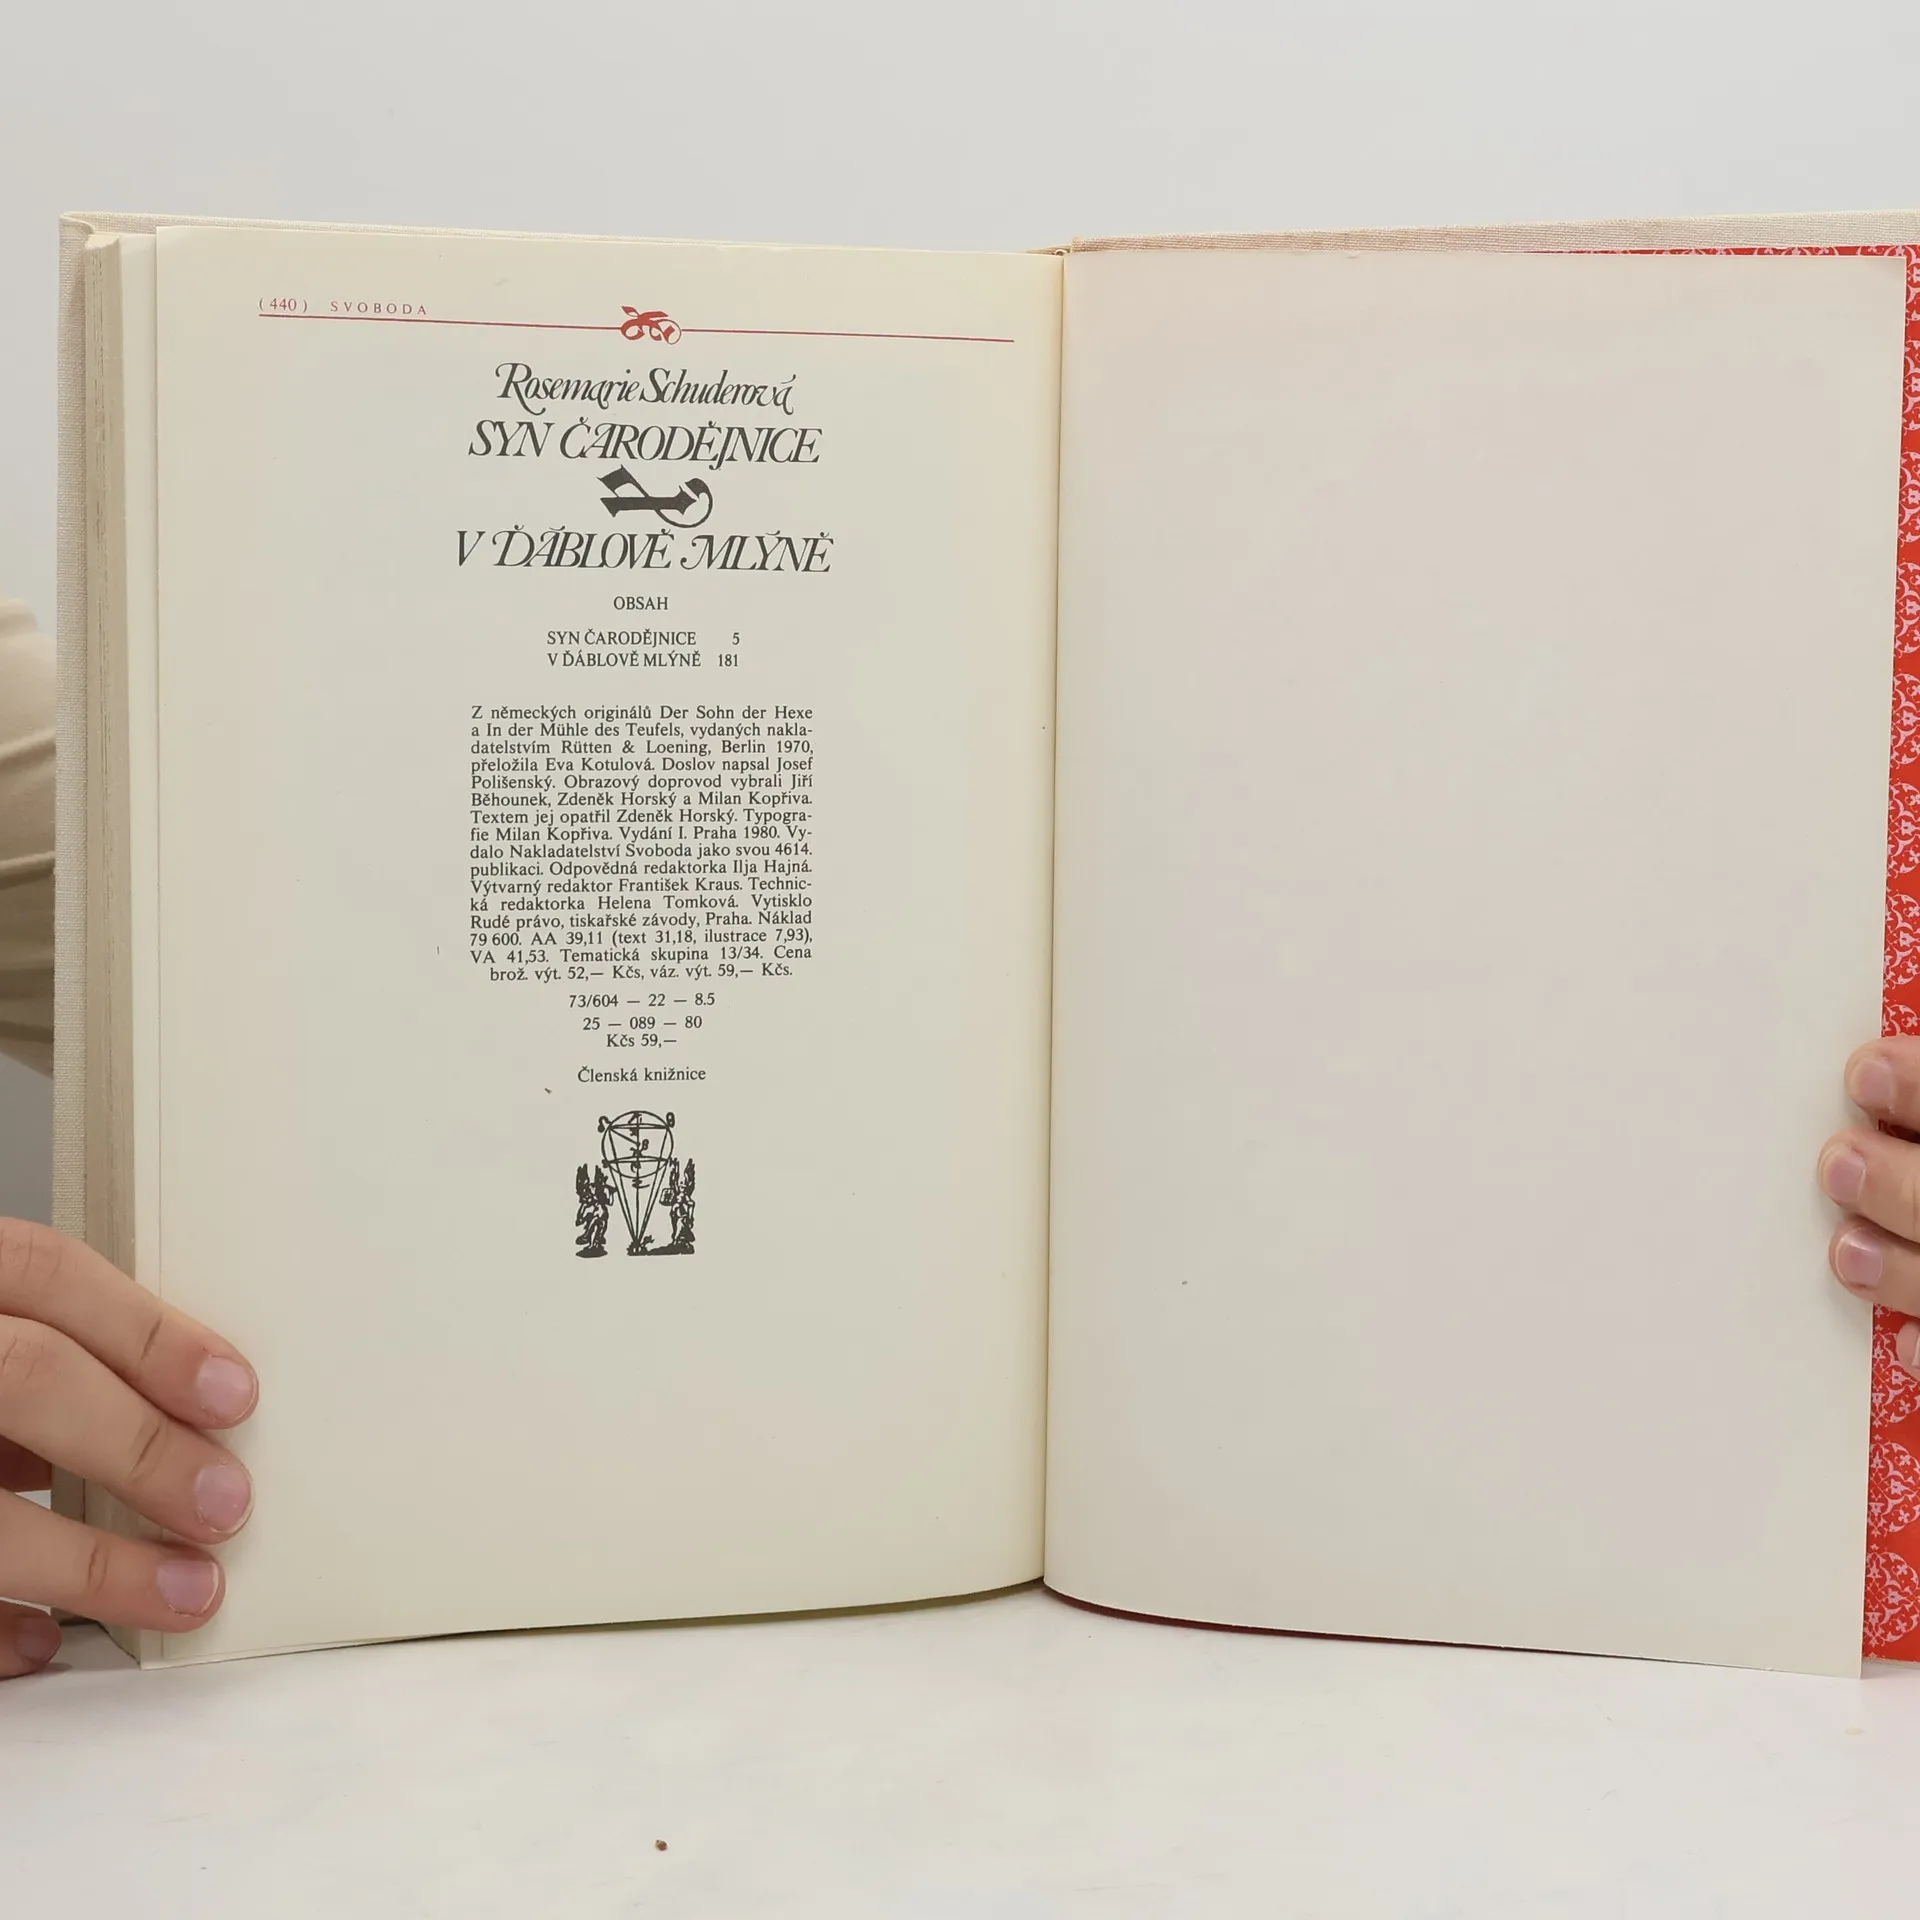 (440) SVOBODA
Rosemarie Schuderová
SYN ČARODĚJNICE
V ĎÁBLOVĚ MLÝNĚ
OBSAH
SYN ČARODĚJNICE 5
V ĎÁBLOVĚ MLÝNĚ 181
Z německých originálů Der Sohn der Hexe
a In der Mühle des Teufels, vydaných nakla-
datelstvím Rütten & Loening, Berlin 1970,
přeložila Eva Kotulová. Doslov napsal Josef
Polišenský. Obrazový doprovod vybrali Jiří
Běhounek, Zdeněk Horský a Milan Kopřiva.
Textem jej opatřil Zdeněk Horský. Typogra-
fie Milan Kopřiva. Vydání I. Praha 1980. Vy-
dalo Nakladatelství Svoboda jako svou 4614.
publikaci. Odpovědná redaktorka Ilja Hajná.
Výtvarný redaktor František Kraus. Technic-
ká redaktorka Helena Tomková. Vytisklo
Rudé právo, tiskařské závody, Praha. Náklad
79 600. AA 39,11 (text 31,18, ilustrace 7,93),
VA 41,53. Tematická skupina 13/34. Cena
brož. výt. 52,— Kčs, váz. výt. 59,— Kčs.
73/604 — 22 — 8.5
25 — 089 — 80
Kčs 59,—
Členská knižnice